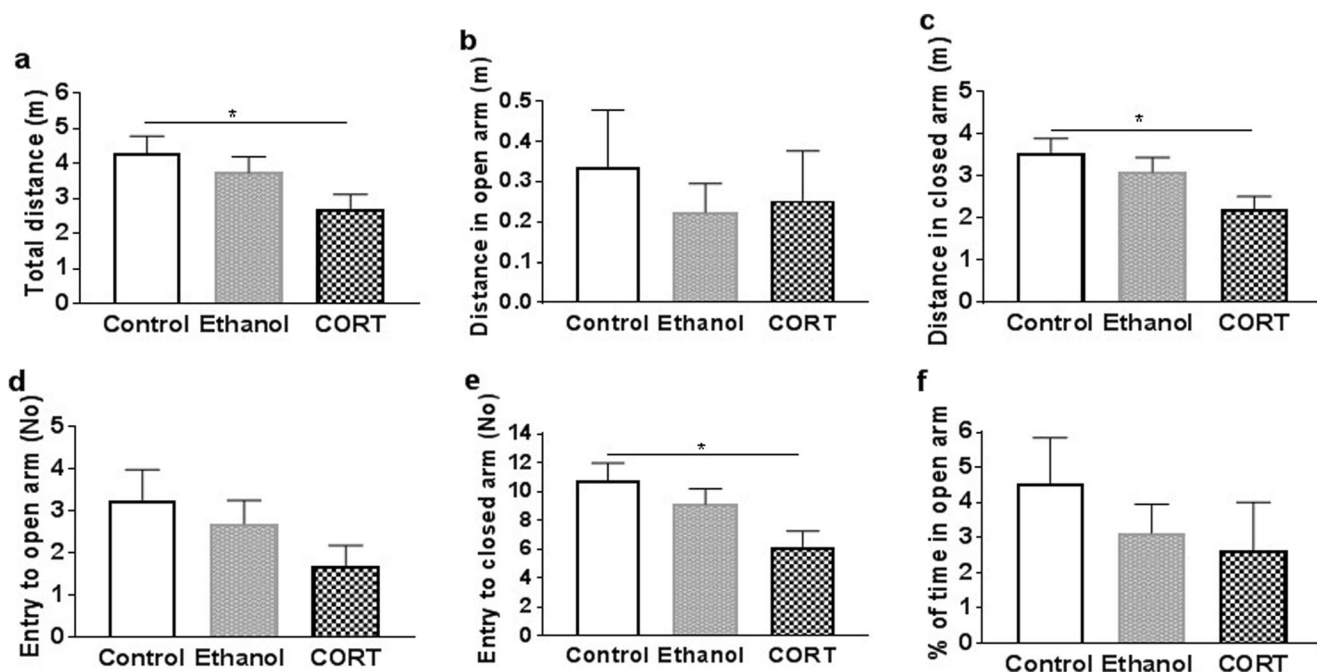 a
Total distance (m)
6
5
4
3
2
1
0
*
Control Ethanol CORT
b
Distance in open arm (m)
0.5
0.4
0.3
0.2
0.1
0.0
Control Ethanol CORT
c
Distance in closed arm (m)
5
4
3
2
1
0
*
Control Ethanol CORT
d
Entry to open arm (No)
5
4
3
2
1
0
Control Ethanol CORT
e
Entry to closed arm (No)
14
12
10
8
6
4
2
0
*
Control Ethanol CORT
f
% of time in open arm
6
5
4
3
2
1
0
Control Ethanol CORT